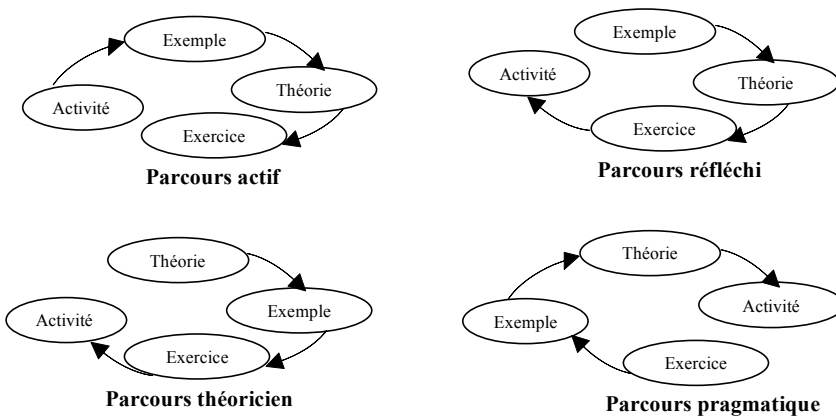 Exemple
Activité
Théorie
Exercice
Parcours actif
Exemple
Activité
Théorie
Exercice
Parcours réfléchi
Théorie
Activité
Exemple
Exercice
Parcours théoricien
Théorie
Activité
Exemple
Exercice
Parcours pragmatique